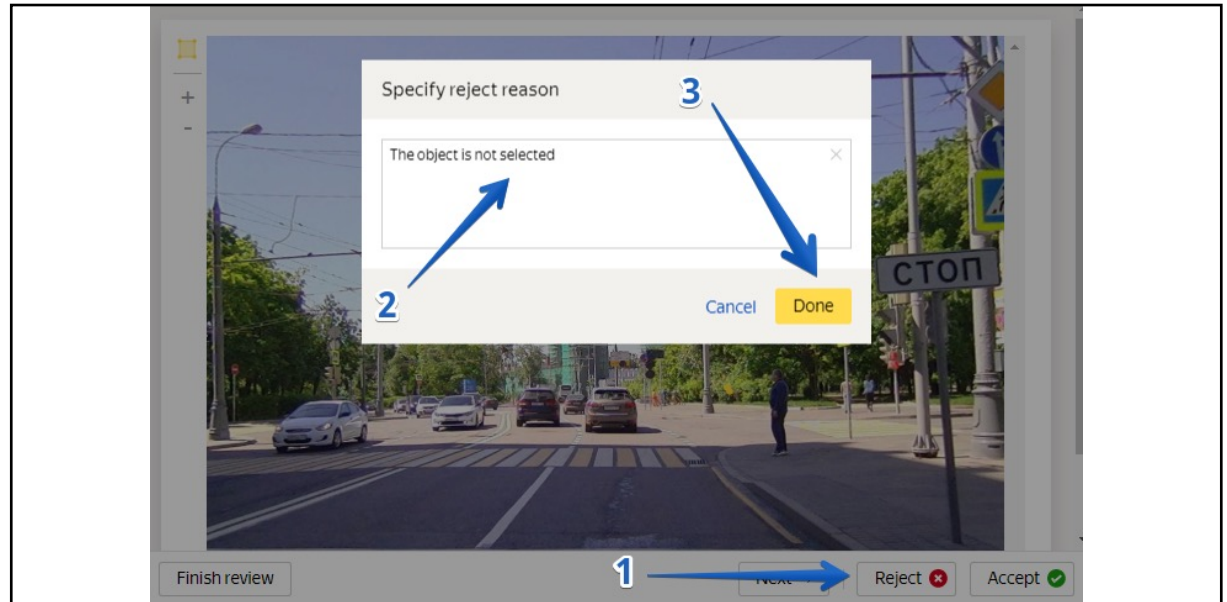 Specify reject reason
3
The object is not selected
2
Cancel
Done
СТОП
+
-
Finish review
1
Next
Reject
Accept